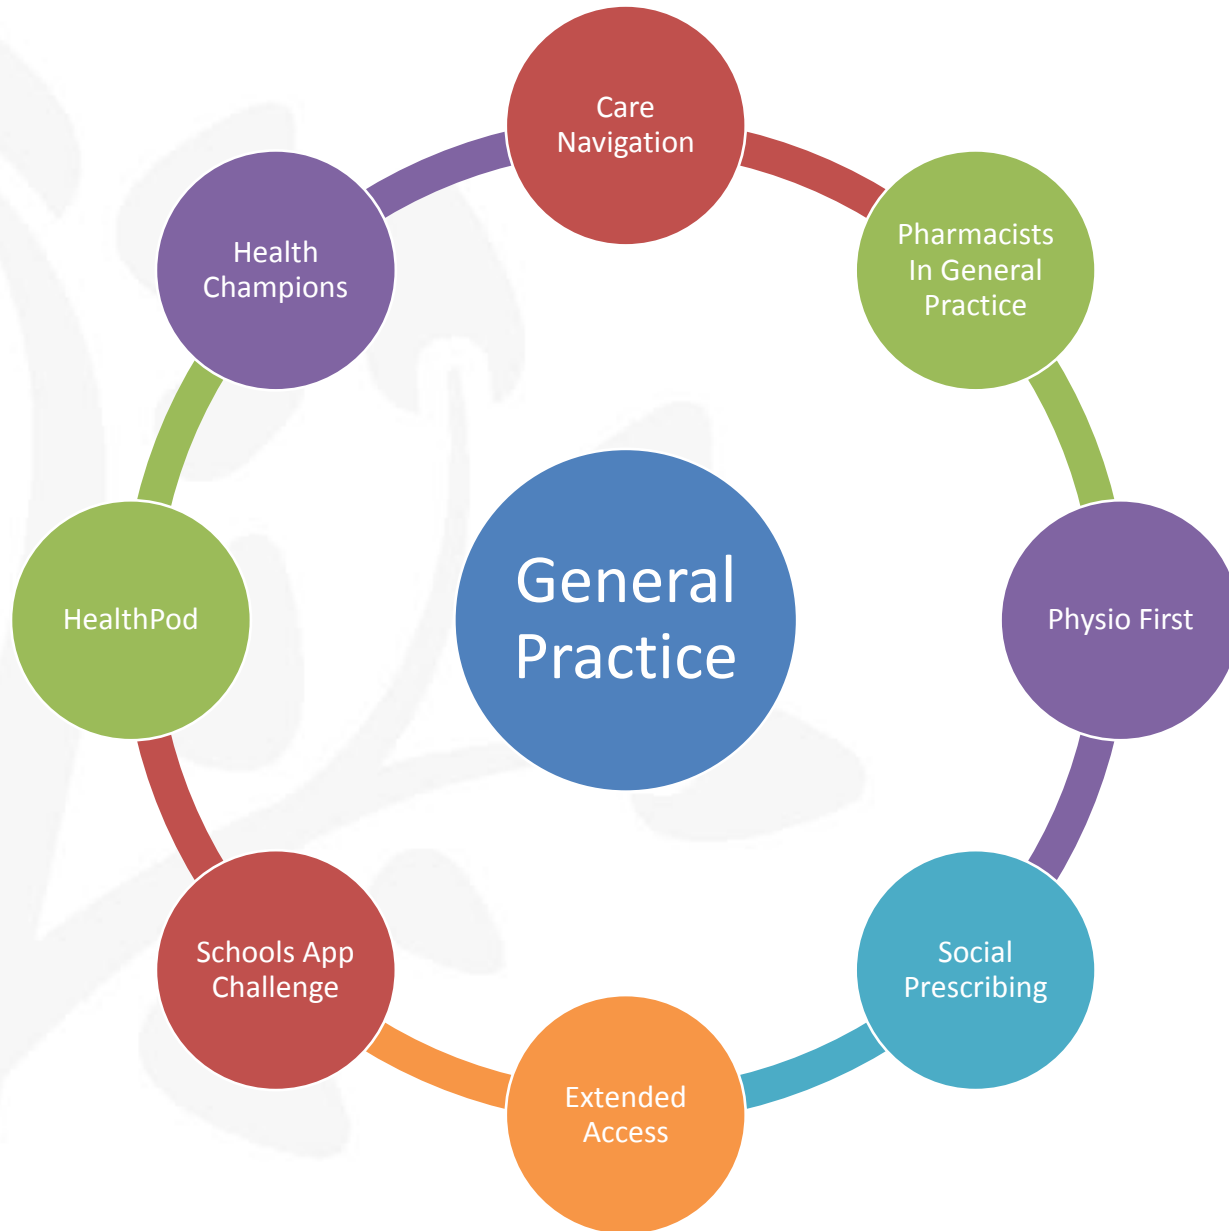 Care
Navigation
Pharmacists
In General
Practice
Physio First
Social
Prescribing
Extended
Access
Schools App
Challenge
HealthPod
Health
Champions
General
Practice